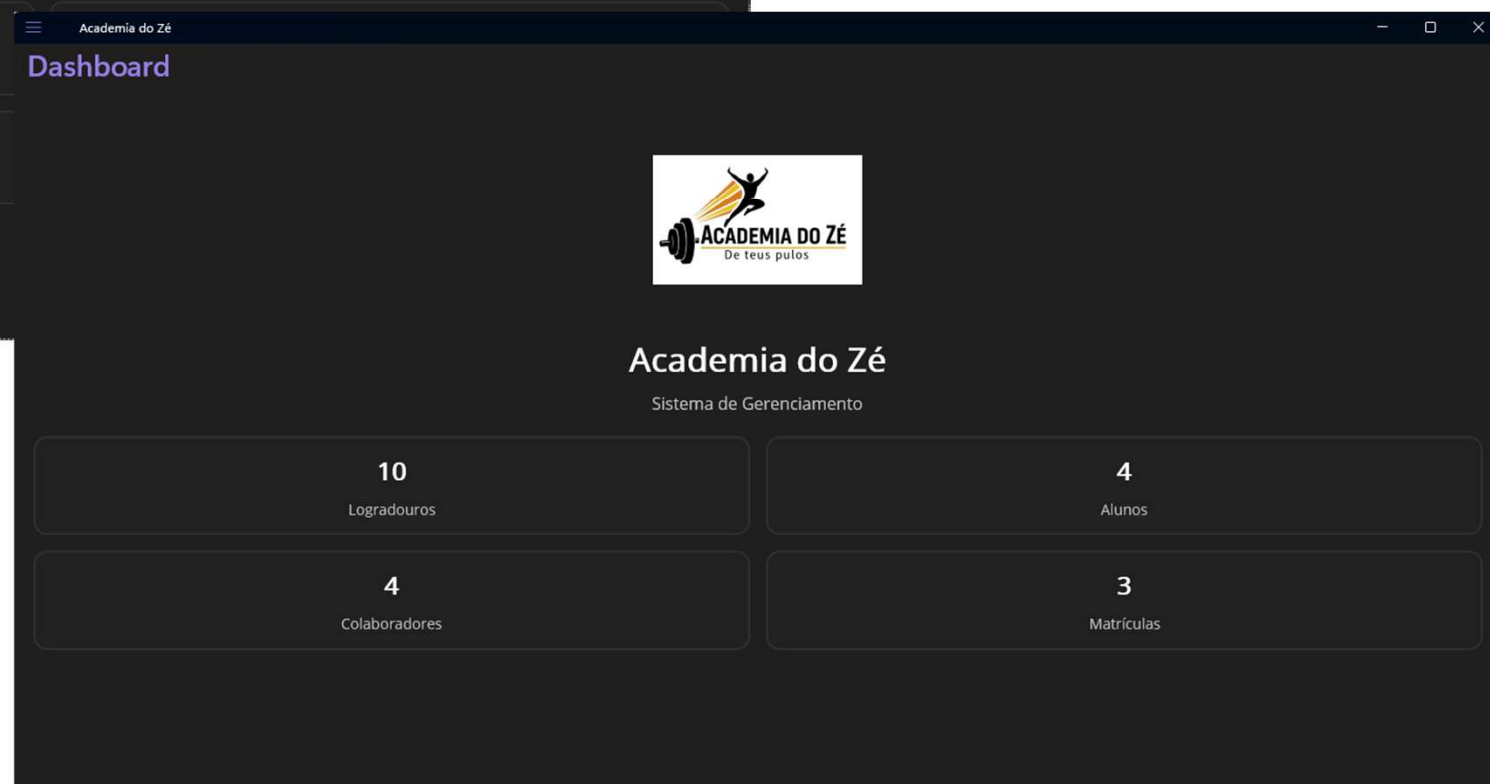 Academia do Zé
Dashboard
ACADEMIA DO ZÉ
De teus pulos
Academia do Zé
Sistema de Gerenciamento
10
Logradouros
4
Alunos
4
Colaboradores
3
Matrículas